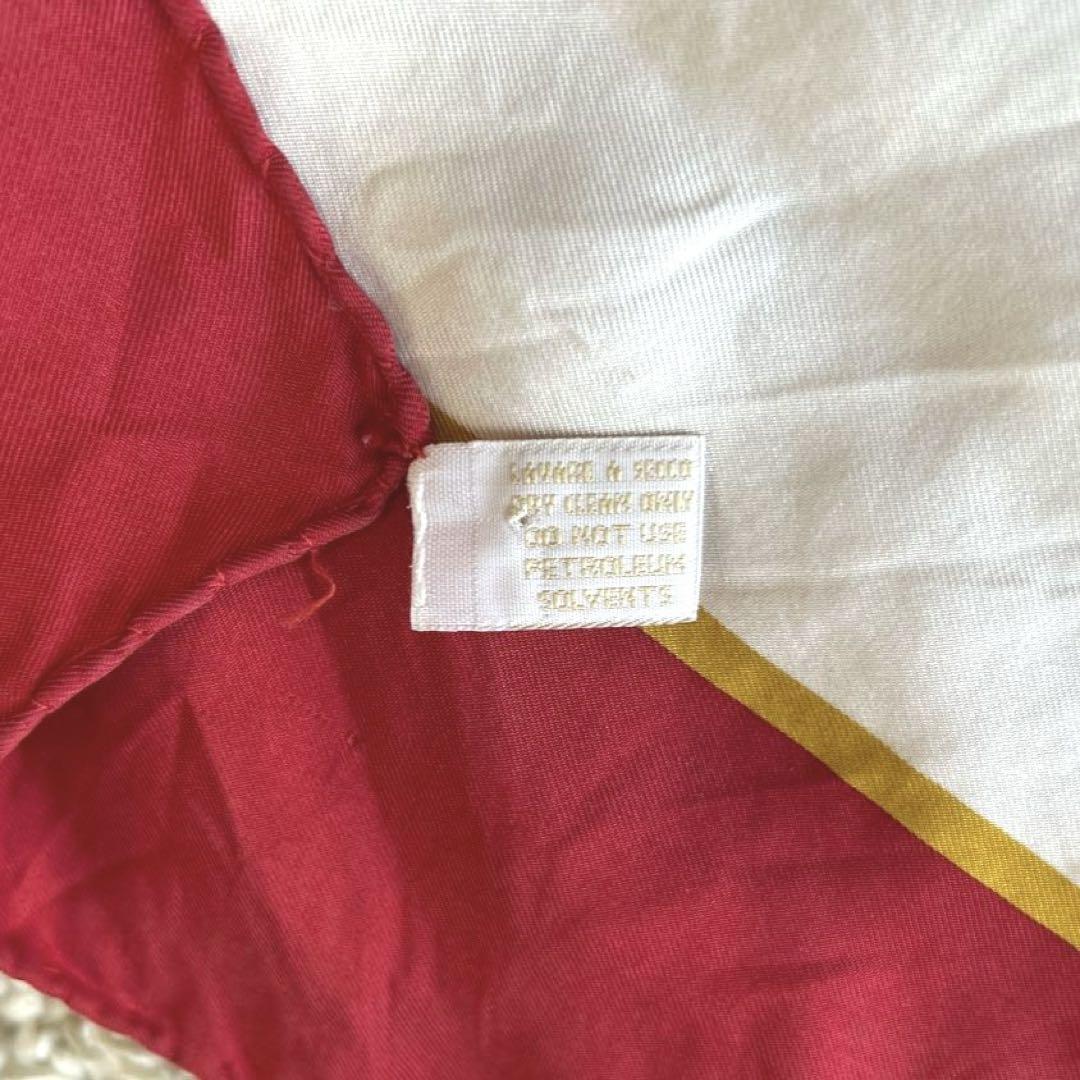 LAVARE A SECCO
DRY CLEAN ONLY
DO NOT USE
PETROLEUM
SOLVENTS